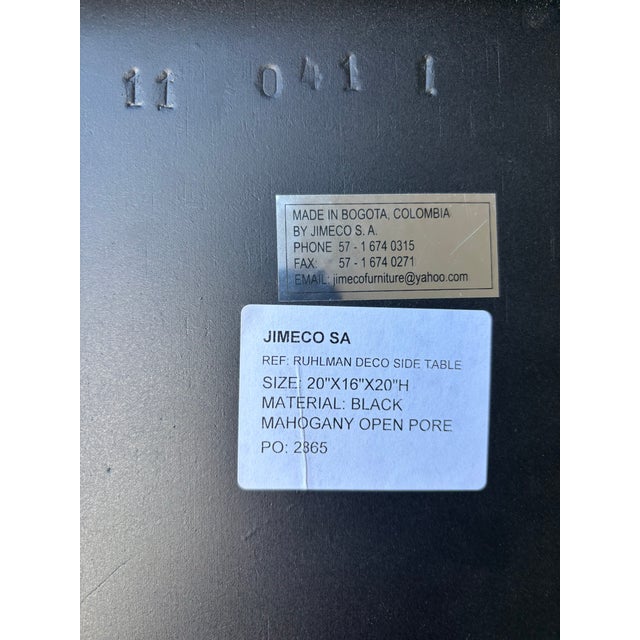 11 041 1
MADE IN BOGOTA, COLOMBIA
BY JIMECO S. A.
PHONE 57 - 1 674 0315
FAX: 57 - 1 674 0271
EMAIL: jimecofurniture@yahoo.com
JIMECO SA
REF: RUHLMAN DECO SIDE TABLE
SIZE: 20"X16"X20"H
MATERIAL: BLACK
MAHOGANY OPEN PORE
PO: 2865